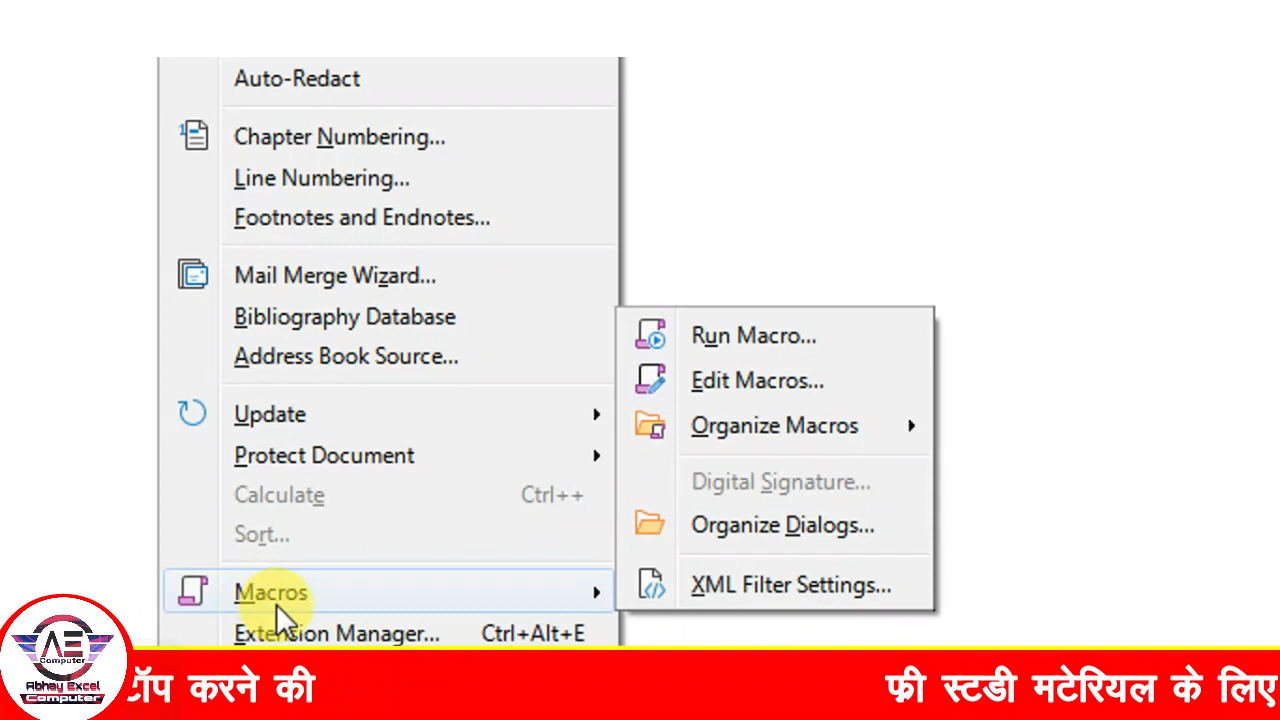 Auto-Redact
Chapter Numbering...
Line Numbering...
Footnotes and Endnotes...
Mail Merge Wizard...
Bibliography Database
Address Book Source...
Update
Protect Document
Calculate Ctrl++
Sort...
Macros
Extension Manager... Ctrl+Alt+E
Run Macro...
Edit Macros...
Organize Macros
Digital Signature...
Organize Dialogs...
XML Filter Settings...
AE
Computer
Abhay Excel
Computer
टॉप करने की
फ्री स्टडी मटेरियल के लिए